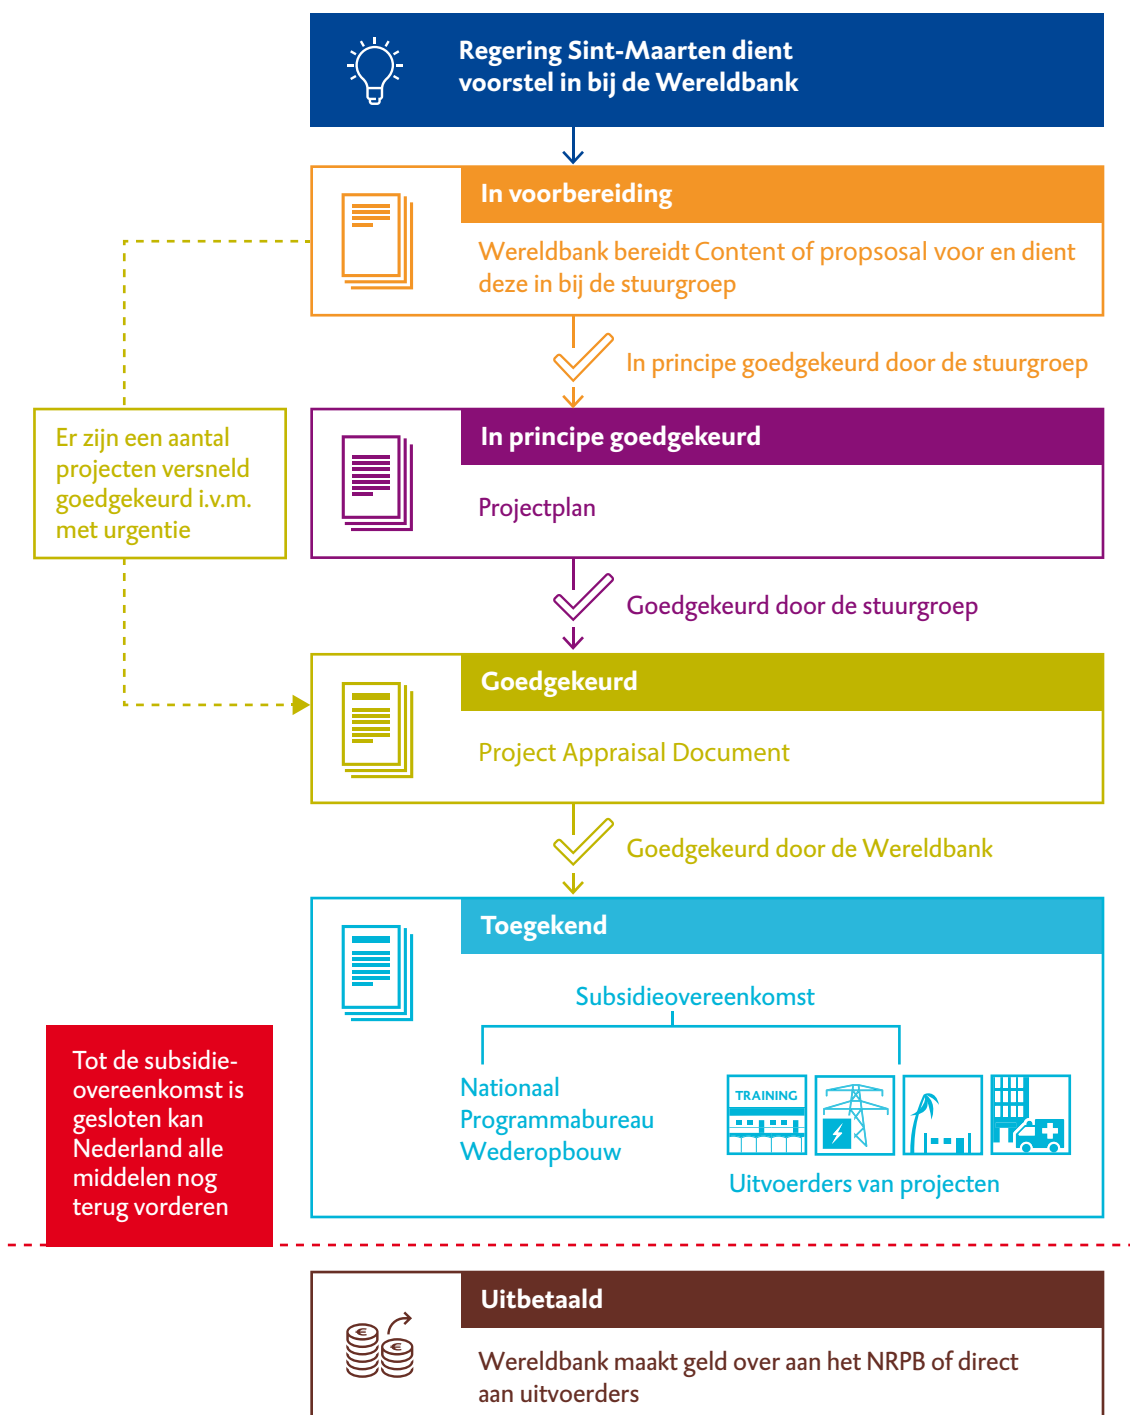 Regering Sint-Maarten dient
voorstel in bij de Wereldbank
In voorbereiding
Wereldbank bereidt Content of propsosal voor en dient
deze in bij de stuurgroep
In principe goedgekeurd door de stuurgroep
Er zijn een aantal
projecten versneld
goedgekeurd i.v.m.
met urgentie
In principe goedgekeurd
Projectplan
Goedgekeurd door de stuurgroep
Goedgekeurd
Project Appraisal Document
Goedgekeurd door de Wereldbank
Toegekend
Subsidieovereenkomst
Nationaal
Programmabureau
Wederopbouw
TRAINING
Uitvoerders van projecten
Tot de subsidie-
overeenkomst is
gesloten kan
Nederland alle
middelen nog
terug vorderen
Uitbetaald
€
€
Wereldbank maakt geld over aan het NRPB of direct
aan uitvoerders